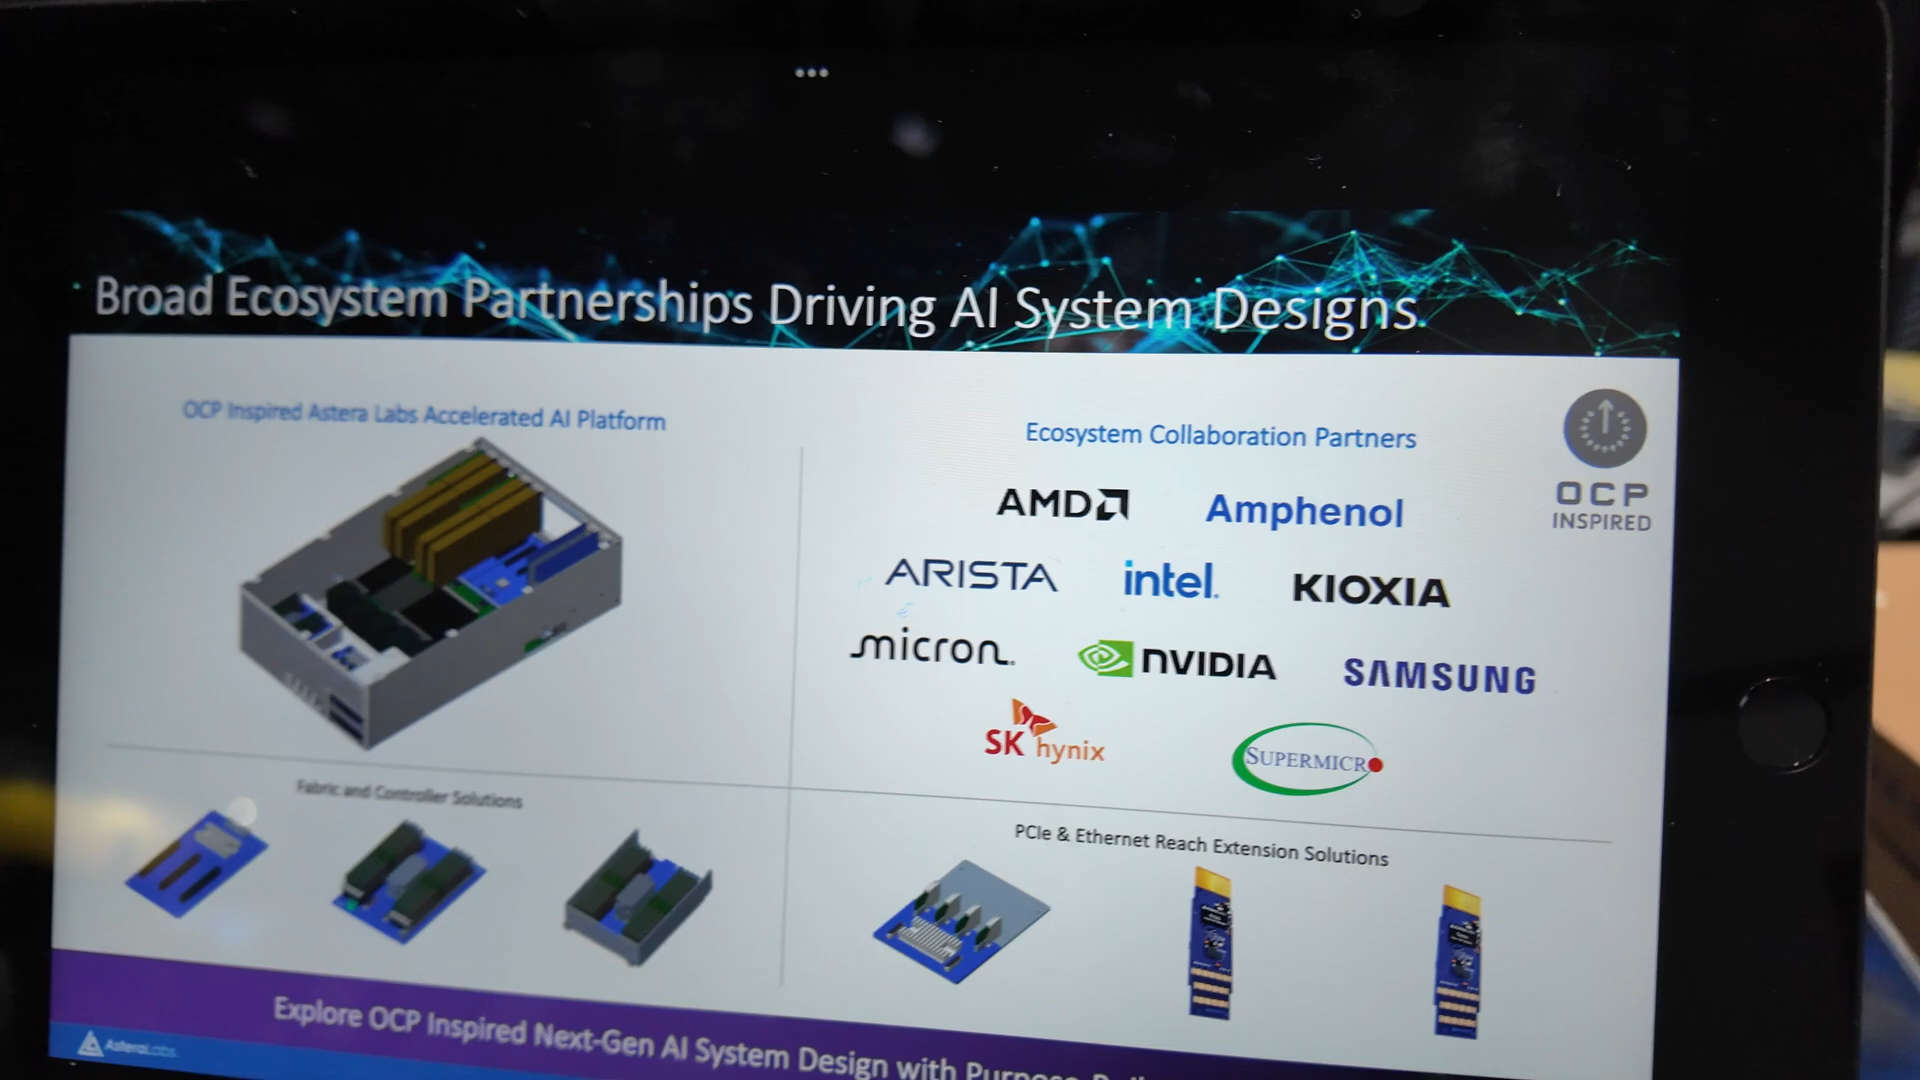 Broad Ecosystem Partnerships Driving AI System Designs
OCP Inspired Astera Labs Accelerated AI Platform
Ecosystem Collaboration Partners
OCP
INSPIRED
AMD Amphenol
ARISTA intel. KIOXIA
micron. NVIDIA SAMSUNG
SK hynix SUPERMICRO
Fabric and Controller Solutions
PCIe & Ethernet Reach Extension Solutions
Explore OCP Inspired Next-Gen AI System Design with
AsteraLabs